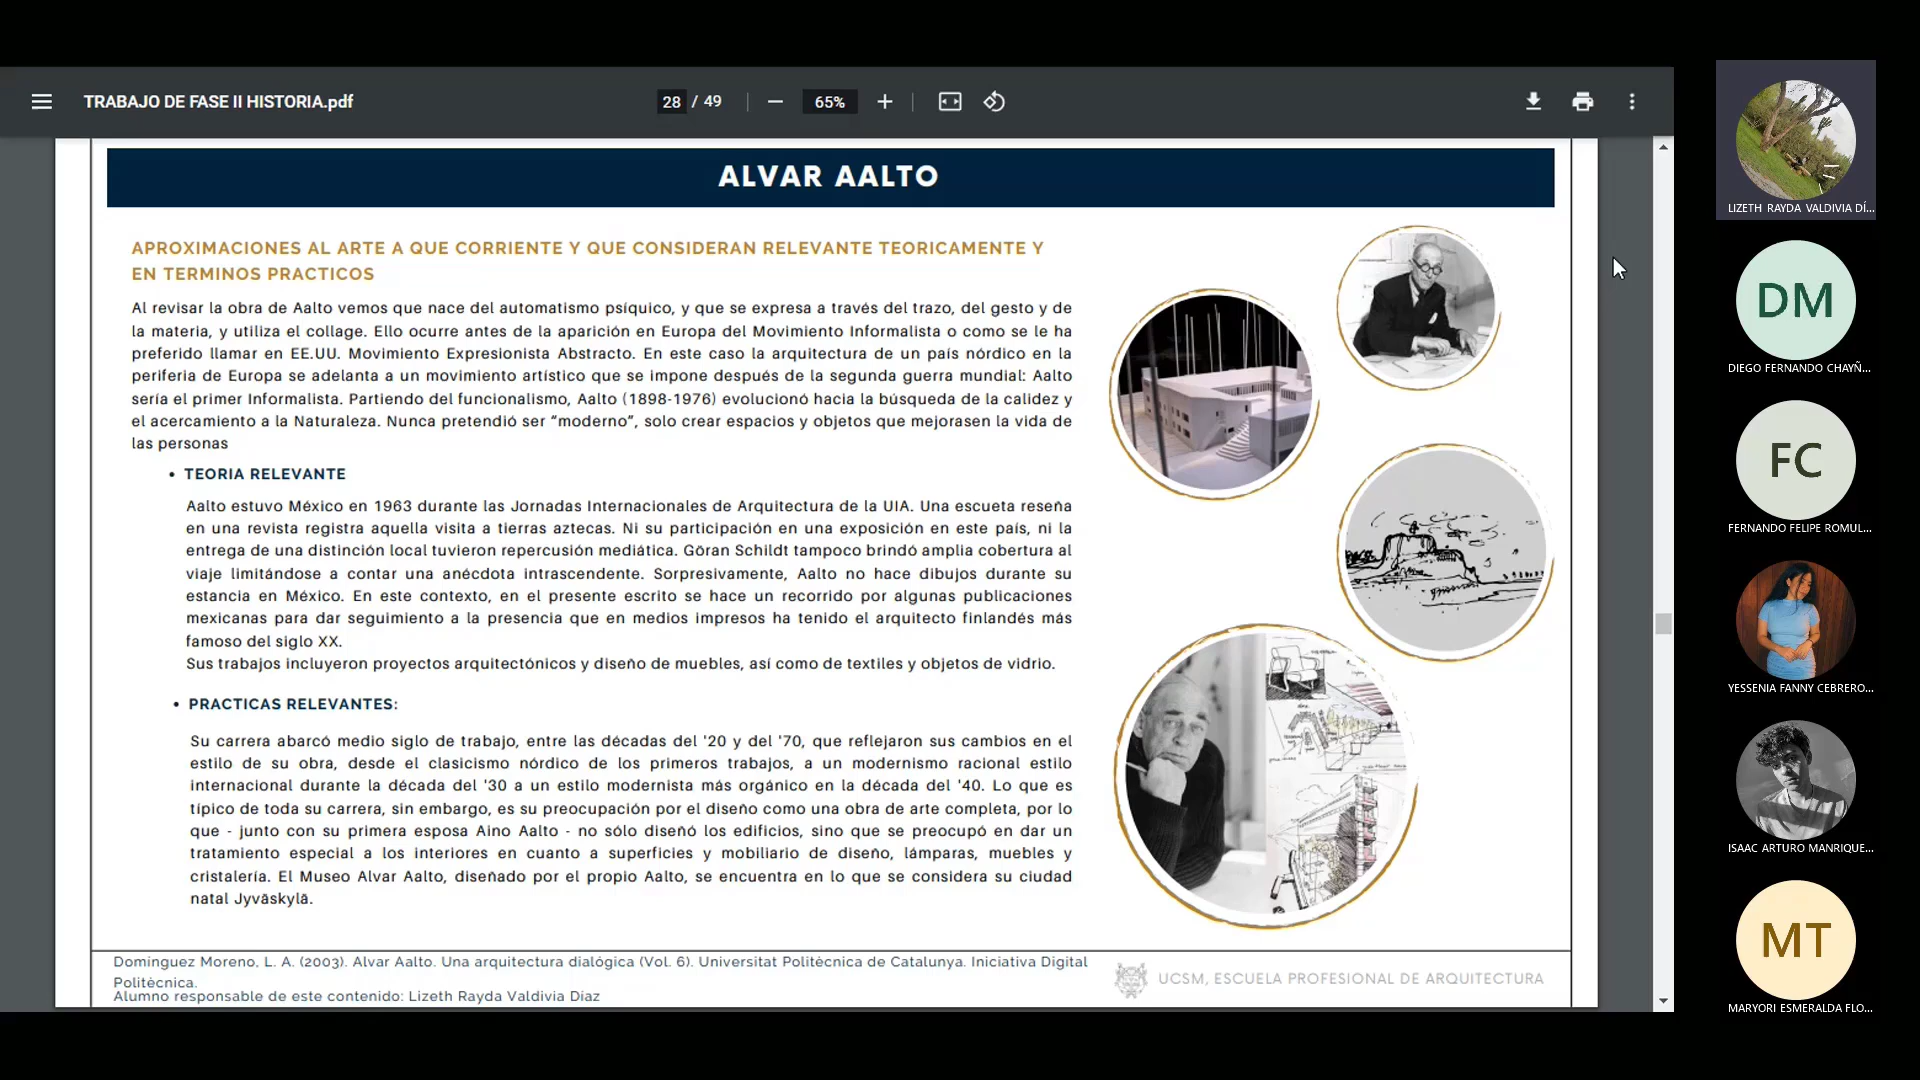 TRABAJO DE FASE II HISTORIA.pdf
28 / 49
65%
ALVAR AALTO
APROXIMACIONES AL ARTE A QUE CORRIENTE Y QUE CONSIDERAN RELEVANTE TEORICAMENTE Y
EN TERMINOS PRACTICOS
Al revisar la obra de Aalto vemos que nace del automatismo psíquico, y que se expresa a través del trazo, del gesto y de
la materia, y utiliza el collage. Ello ocurre antes de la aparición en Europa del Movimiento Informalista o como se le ha
preferido llamar en EE.UU. Movimiento Expresionista Abstracto. En este caso la arquitectura de un país nórdico en la
periferia de Europa se adelanta a un movimiento artístico que se impone después de la segunda guerra mundial: Aalto
sería el primer Informalista. Partiendo del funcionalismo, Aalto (1898-1976) evolucionó hacia la búsqueda de la calidez y
el acercamiento a la Naturaleza. Nunca pretendió ser “moderno”, solo crear espacios y objetos que mejorasen la vida de
las personas
• TEORIA RELEVANTE
Aalto estuvo México en 1963 durante las Jornadas Internacionales de Arquitectura de la UIA. Una escueta reseña
en una revista registra aquella visita a tierras aztecas. Ni su participación en una exposición en este país, ni la
entrega de una distinción local tuvieron repercusión mediática. Göran Schildt tampoco brindó amplia cobertura al
viaje limitándose a contar una anécdota intrascendente. Sorpresivamente, Aalto no hace dibujos durante su
estancia en México. En este contexto, en el presente escrito se hace un recorrido por algunas publicaciones
mexicanas para dar seguimiento a la presencia que en medios impresos ha tenido el arquitecto finlandés más
famoso del siglo XX.
Sus trabajos incluyeron proyectos arquitectónicos y diseño de muebles, así como de textiles y objetos de vidrio.
• PRACTICAS RELEVANTES:
Su carrera abarcó medio siglo de trabajo, entre las décadas del '20 y del '70, que reflejaron sus cambios en el
estilo de su obra, desde el clasicismo nórdico de los primeros trabajos, a un modernismo racional estilo
internacional durante la década del '30 a un estilo modernista más orgánico en la década del '40. Lo que es
típico de toda su carrera, sin embargo, es su preocupación por el diseño como una obra de arte completa, por lo
que - junto con su primera esposa Aino Aalto - no sólo diseñó los edificios, sino que se preocupó en dar un
tratamiento especial a los interiores en cuanto a superficies y mobiliario de diseño, lámparas, muebles y
cristalería. El Museo Alvar Aalto, diseñado por el propio Aalto, se encuentra en lo que se considera su ciudad
natal Jyväskylä.
Domínguez Moreno, L. A. (2003). Alvar Aalto. Una arquitectura dialógica (Vol. 6). Universitat Politècnica de Catalunya. Iniciativa Digital
Politècnica.
Alumno responsable de este contenido: Lizeth Rayda Valdivia Diaz
UCSM, ESCUELA PROFESIONAL DE ARQUITECTURA
LIZETH RAYDA VALDIVIA DÍ...
DM
DIEGO FERNANDO CHAYÑ...
FC
FERNANDO FELIPE ROMUL...
YESSENIA FANNY CEBRERO...
ISAAC ARTURO MANRIQUE...
MT
MARYORI ESMERALDA FLO...